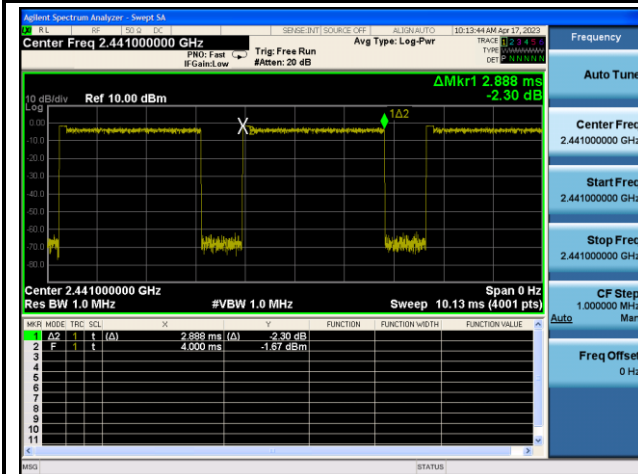 Agilent Spectrum Analyzer - Swept SA
RL RF 50 Ω DC SENSE:INT SOURCE OFF ALIGNAUTO 10:13:44 AM Apr 17, 2023
Center Freq 2.441000000 GHz
PNO: Fast
IFGain:Low
Trig: Free Run
#Atten: 20 dB
Avg Type: Log-Pwr
TRACE 1 2 3 4 5 6
TYPE
DET P N N N N N
ΔMkr1 2.888 ms
-2.30 dB
10 dB/div Ref 10.00 dBm
Log
0.00
-10.0
-20.0
-30.0
-40.0
-50.0
-60.0
-70.0
-80.0
1Δ2
Center 2.441000000 GHz Span 0 Hz
Res BW 1.0 MHz #VBW 1.0 MHz Sweep 10.13 ms (4001 pts)
MKR MODE TRC SCL X Y FUNCTION FUNCTION WIDTH FUNCTION VALUE
1 Δ2 1 t (Δ) 2.888 ms (Δ) -2.30 dB
2 F 1 t 4.000 ms -1.67 dBm
3
4
5
6
7
8
9
10
11
MSG STATUS
Frequency
Auto Tune
Center Freq
2.441000000 GHz
Start Freq
2.441000000 GHz
Stop Freq
2.441000000 GHz
CF Step
1.000000 MHz
Auto Man
Freq Offset
0 Hz